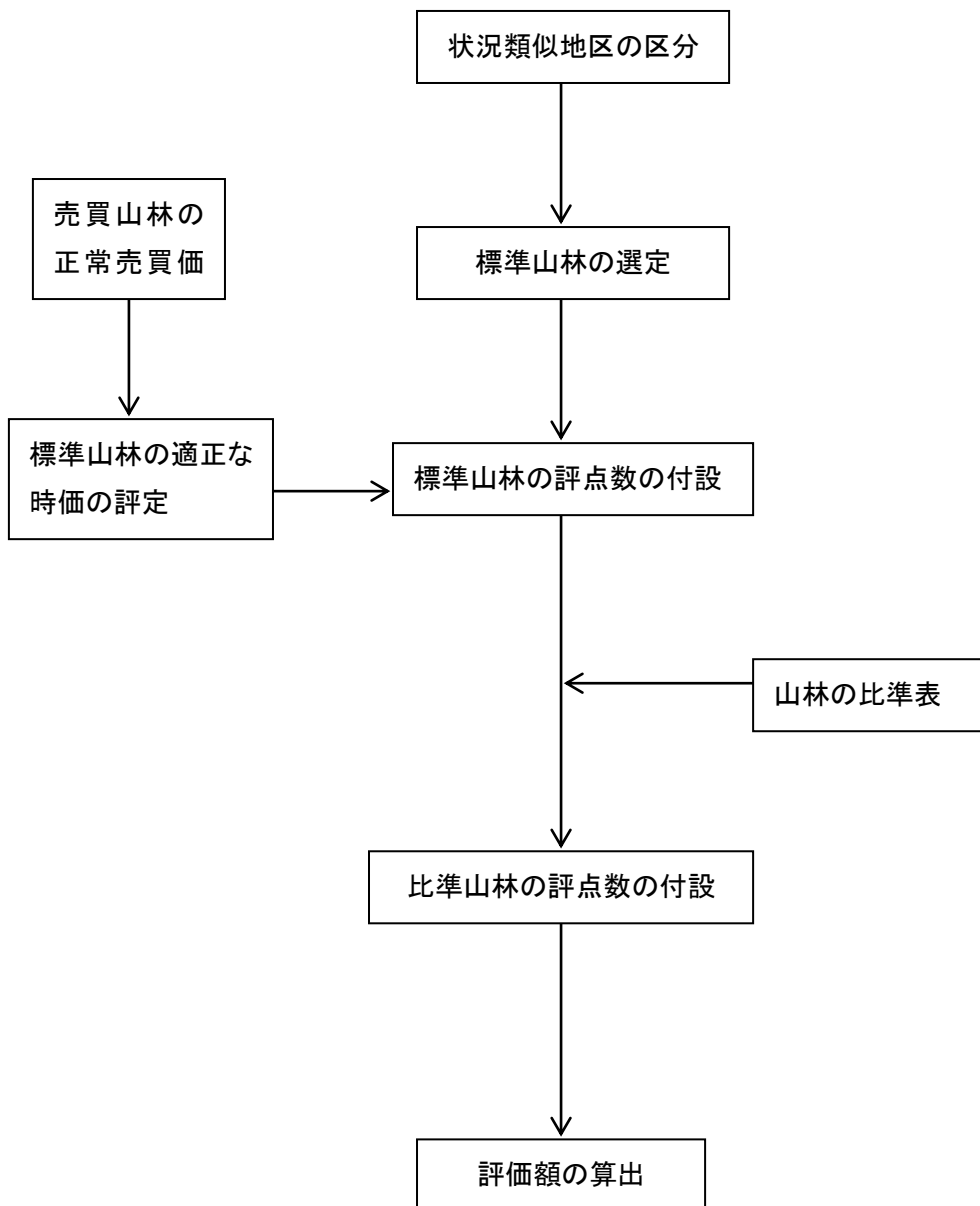 状況類似地区の区分
売買山林の
正常売買価
標準山林の選定
標準山林の適正な
時価の評定
標準山林の評点数の付設
山林の比準表
比準山林の評点数の付設
評価額の算出